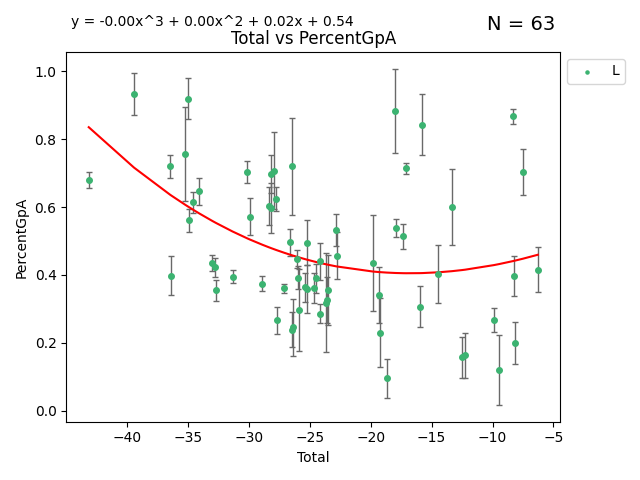 y = -0.00x^3 + 0.00x^2 + 0.02x + 0.54
N = 63
Total vs PercentGpA
L
PercentGpA
1.0
0.8
0.6
0.4
0.2
0.0
−40 −35 −30 −25 −20 −15 −10 −5
Total